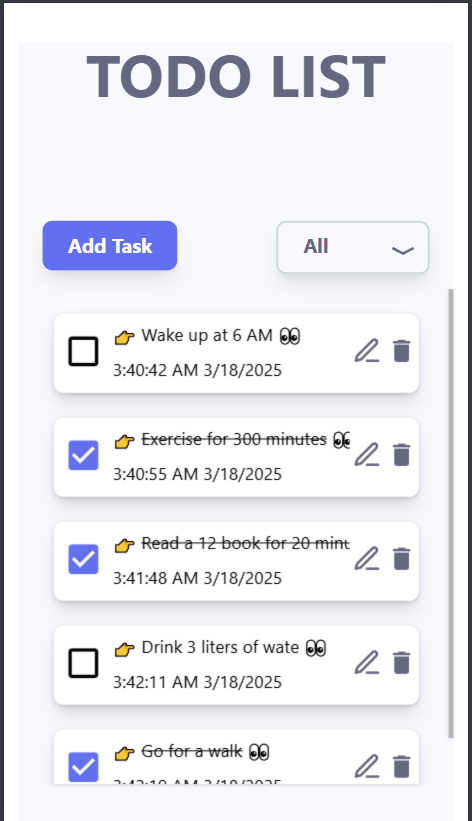 TODO LIST
Add Task
All
👉 Wake up at 6 AM 👀
3:40:42 AM 3/18/2025
👉 Exercise for 300 minutes 👀
3:40:55 AM 3/18/2025
👉 Read a 12 book for 20 minu
3:41:48 AM 3/18/2025
👉 Drink 3 liters of wate 👀
3:42:11 AM 3/18/2025
👉 Go for a walk 👀